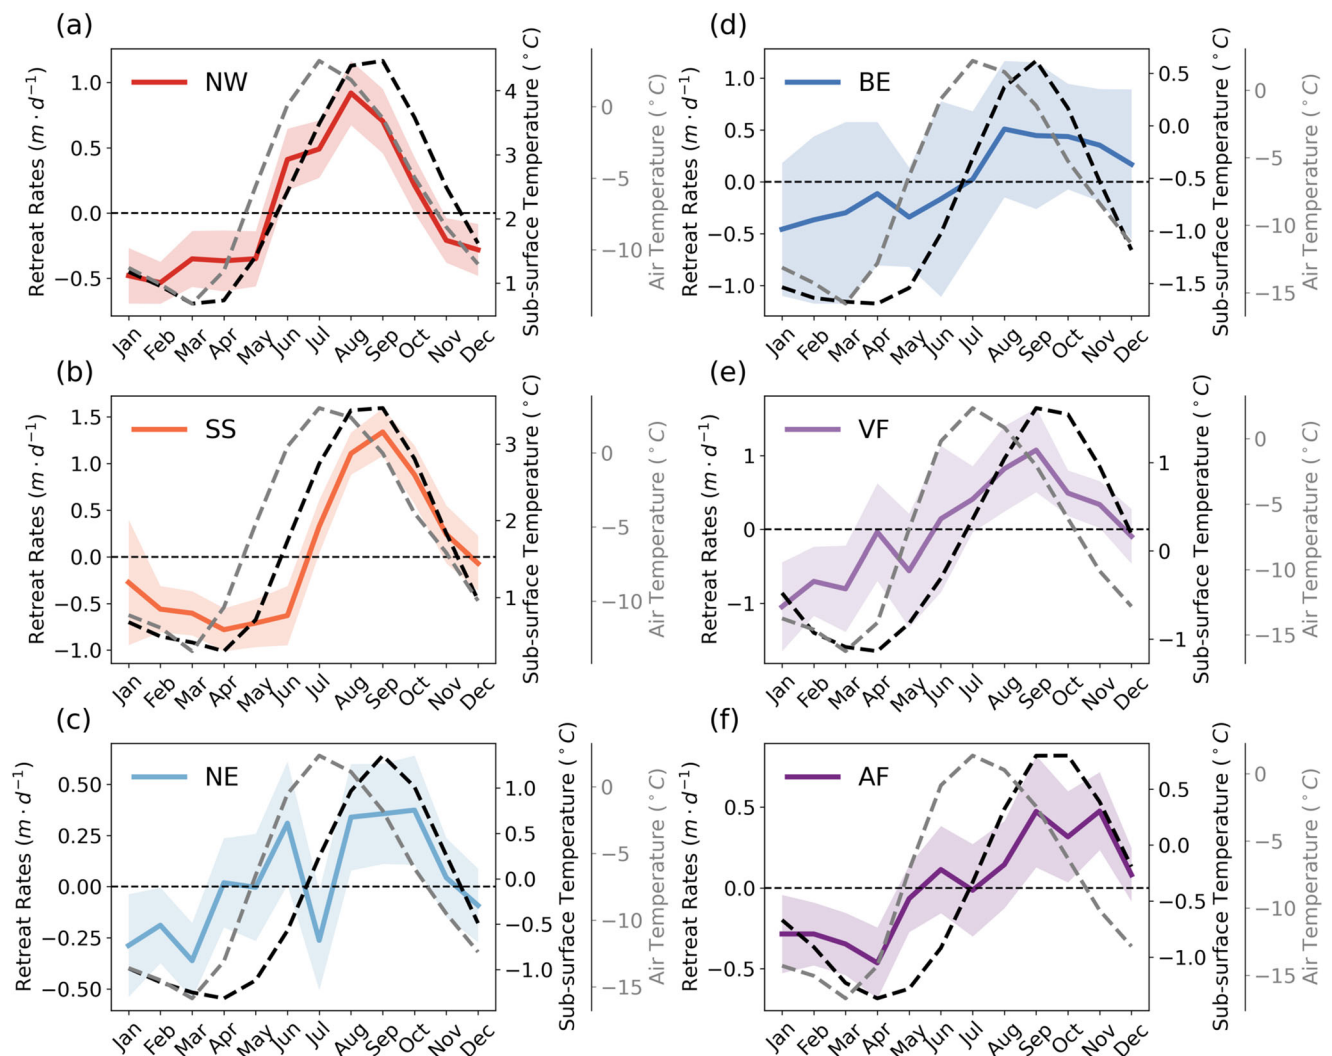 (a)
NW
Retreat Rates (m · d⁻¹)
1.0
0.5
0.0
−0.5
4
3
2
1
Sub-surface Temperature (°C)
0
−5
−10
Air Temperature (°C)
Jan Feb Mar Apr May Jun Jul Aug Sep Oct Nov Dec
(d)
BE
Retreat Rates (m · d⁻¹)
1.0
0.5
0.0
−0.5
−1.0
0.5
0.0
−0.5
−1.0
−1.5
Sub-surface Temperature (°C)
0
−5
−10
−15
Air Temperature (°C)
Jan Feb Mar Apr May Jun Jul Aug Sep Oct Nov Dec
(b)
SS
Retreat Rates (m · d⁻¹)
1.5
1.0
0.5
0.0
−0.5
−1.0
3
2
1
Sub-surface Temperature (°C)
0
−5
−10
Air Temperature (°C)
Jan Feb Mar Apr May Jun Jul Aug Sep Oct Nov Dec
(e)
VF
Retreat Rates (m · d⁻¹)
1
0
−1
1
0
−1
Sub-surface Temperature (°C)
0
−5
−10
−15
Air Temperature (°C)
Jan Feb Mar Apr May Jun Jul Aug Sep Oct Nov Dec
(c)
NE
Retreat Rates (m · d⁻¹)
0.50
0.25
0.00
−0.25
−0.50
1.0
0.5
0.0
−0.5
−1.0
Sub-surface Temperature (°C)
0
−5
−10
−15
Air Temperature (°C)
Jan Feb Mar Apr May Jun Jul Aug Sep Oct Nov Dec
(f)
AF
Retreat Rates (m · d⁻¹)
0.5
0.0
−0.5
0.5
0.0
−0.5
−1.0
Sub-surface Temperature (°C)
0
−5
−10
−15
Air Temperature (°C)
Jan Feb Mar Apr May Jun Jul Aug Sep Oct Nov Dec